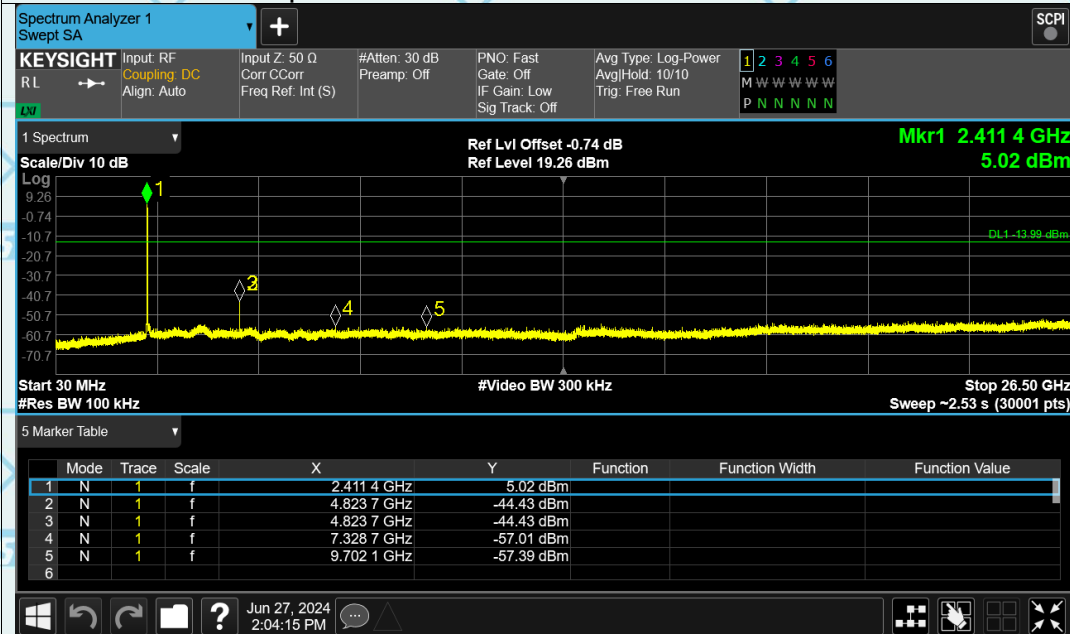 Spectrum Analyzer 1
Swept SA
+
SCPI
KEYSIGHT
R L
LXI
Input: RF
Coupling: DC
Align: Auto
Input Z: 50 Ω
Corr CCorr
Freq Ref: Int (S)
#Atten: 30 dB
Preamp: Off
PNO: Fast
Gate: Off
IF Gain: Low
Sig Track: Off
Avg Type: Log-Power
Avg|Hold: 10/10
Trig: Free Run
1 2 3 4 5 6
M W W W W W
P N N N N N
1 Spectrum
Scale/Div 10 dB
Ref Lvl Offset -0.74 dB
Ref Level 19.26 dBm
Mkr1 2.411 4 GHz
5.02 dBm
Log
9.26
-0.74
-10.7
-20.7
-30.7
-40.7
-50.7
-60.7
-70.7
1
3
4
5
DL1 -13.99 dBm
Start 30 MHz
#Res BW 100 kHz
#Video BW 300 kHz
Stop 26.50 GHz
Sweep ~2.53 s (30001 pts)
5 Marker Table
Mode Trace Scale X Y Function Function Width Function Value
1 N 1 f 2.411 4 GHz 5.02 dBm
2 N 1 f 4.823 7 GHz -44.43 dBm
3 N 1 f 4.823 7 GHz -44.43 dBm
4 N 1 f 7.328 7 GHz -57.01 dBm
5 N 1 f 9.702 1 GHz -57.39 dBm
6
?
Jun 27, 2024
2:04:15 PM